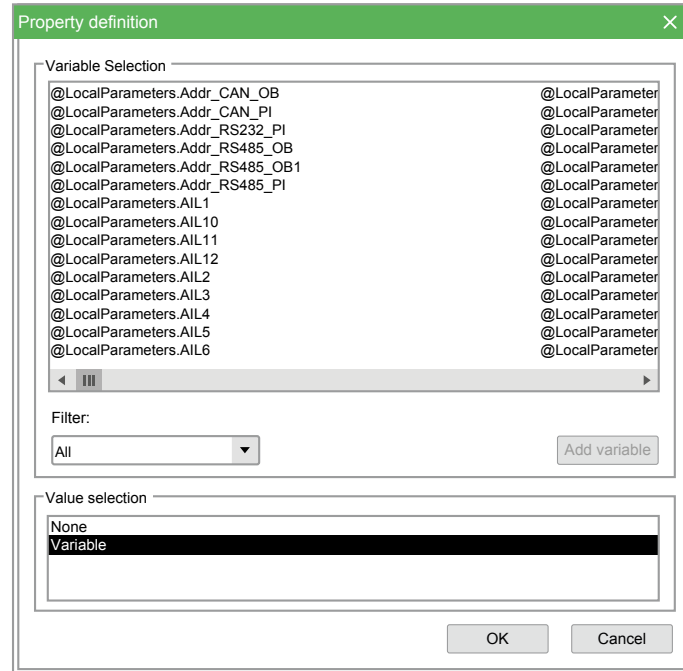 Property definition
Variable Selection
@LocalParameters.Addr_CAN_OB @LocalParameter
@LocalParameters.Addr_CAN_PI @LocalParameter
@LocalParameters.Addr_RS232_PI @LocalParameter
@LocalParameters.Addr_RS485_OB @LocalParameter
@LocalParameters.Addr_RS485_OB1 @LocalParameter
@LocalParameters.Addr_RS485_PI @LocalParameter
@LocalParameters.AIL1 @LocalParameter
@LocalParameters.AIL10 @LocalParameter
@LocalParameters.AIL11 @LocalParameter
@LocalParameters.AIL12 @LocalParameter
@LocalParameters.AIL2 @LocalParameter
@LocalParameters.AIL3 @LocalParameter
@LocalParameters.AIL4 @LocalParameter
@LocalParameters.AIL5 @LocalParameter
@LocalParameters.AIL6 @LocalParameter
Filter:
All Add variable
Value selection
None
Variable
OK Cancel